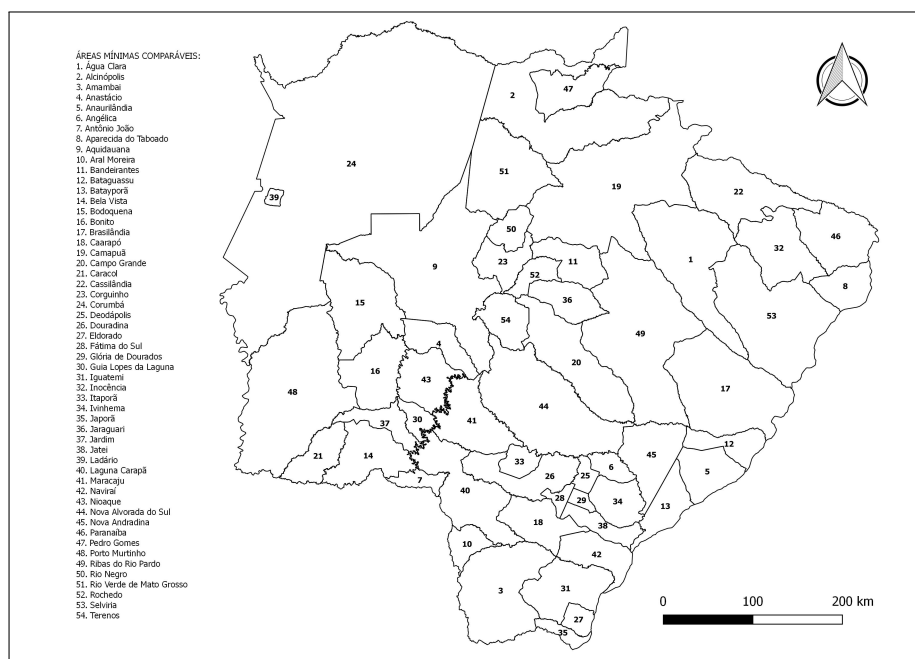 ÁREAS MÍNIMAS COMPARÁVEIS:
1. Água Clara
2. Alcinópolis
3. Amambai
4. Anastácio
5. Anaurilândia
6. Angélica
7. Antônio João
8. Aparecida do Taboado
9. Aquidauana
10. Aral Moreira
11. Bandeirantes
12. Bataguassu
13. Batayporã
14. Bela Vista
15. Bodoquena
16. Bonito
17. Brasilândia
18. Caarapó
19. Camapuã
20. Campo Grande
21. Caracol
22. Cassilândia
23. Corguinho
24. Corumbá
25. Deodápolis
26. Douradina
27. Eldorado
28. Fátima do Sul
29. Glória de Dourados
30. Guia Lopes da Laguna
31. Iguatemi
32. Inocência
33. Itaporã
34. Ivinhema
35. Japorã
36. Jaraguari
37. Jardim
38. Jateí
39. Ladário
40. Laguna Carapã
41. Maracaju
42. Naviraí
43. Nioaque
44. Nova Alvorada do Sul
45. Nova Andradina
46. Paranaíba
47. Pedro Gomes
48. Porto Murtinho
49. Ribas do Rio Pardo
50. Rio Negro
51. Rio Verde de Mato Grosso
52. Rochedo
53. Selvíria
54. Terenos
47
2
24
51
19
22
39
50
32
46
9
23
11
1
52
8
15
36
53
54
49
4
20
16
43
17
48
44
30
41
37
12
21
14
45
33
6
5
7
26
25
40
28
29
34
13
18
38
10
42
3
31
27
35
0 100 200 km